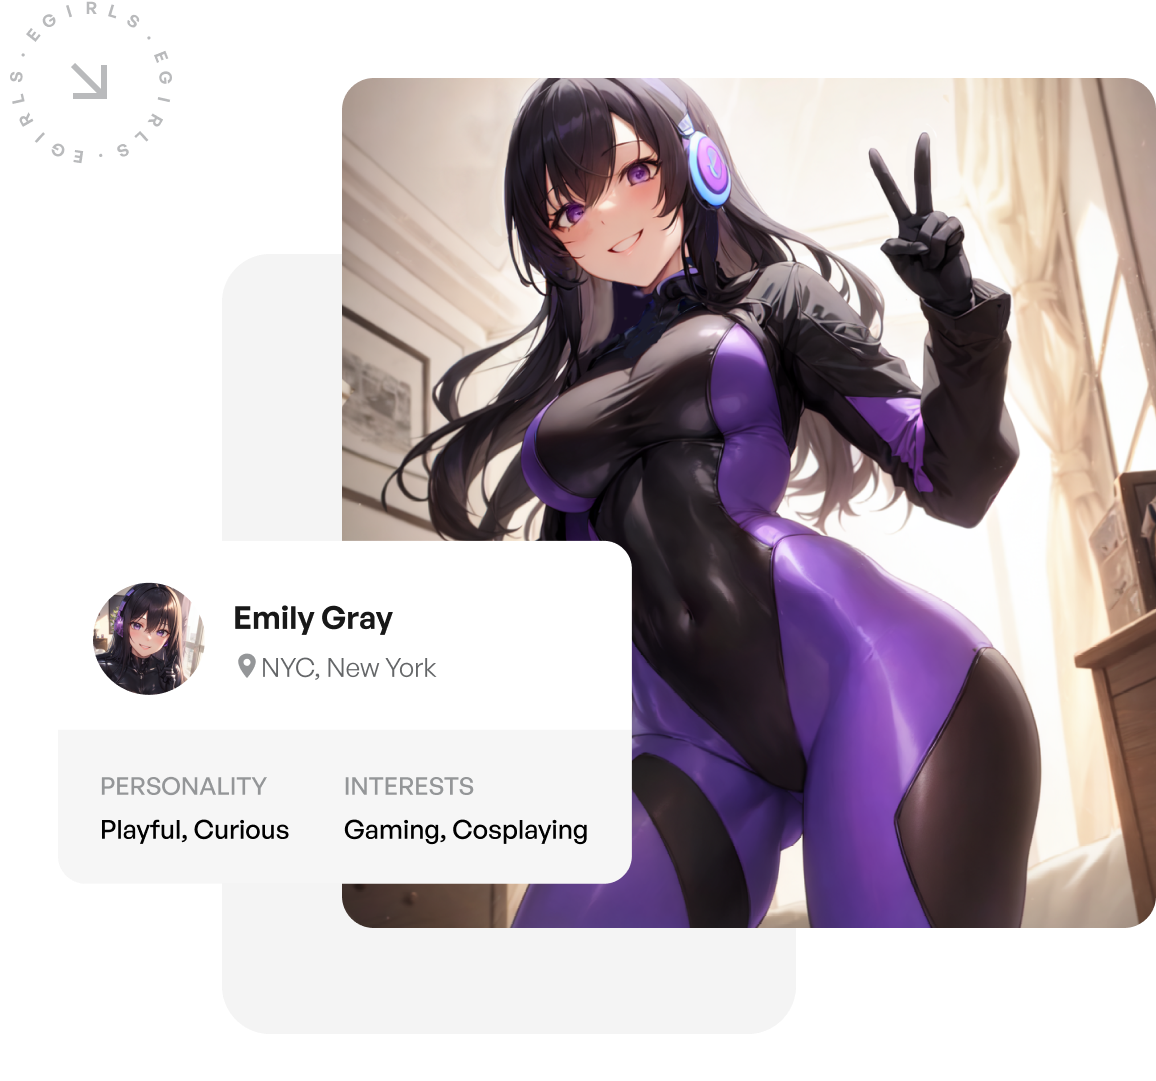 EGIRLS · EGIRLS · EGIRLS ·
Emily Gray
NYC, New York
PERSONALITY
INTERESTS
Playful, Curious
Gaming, Cosplaying